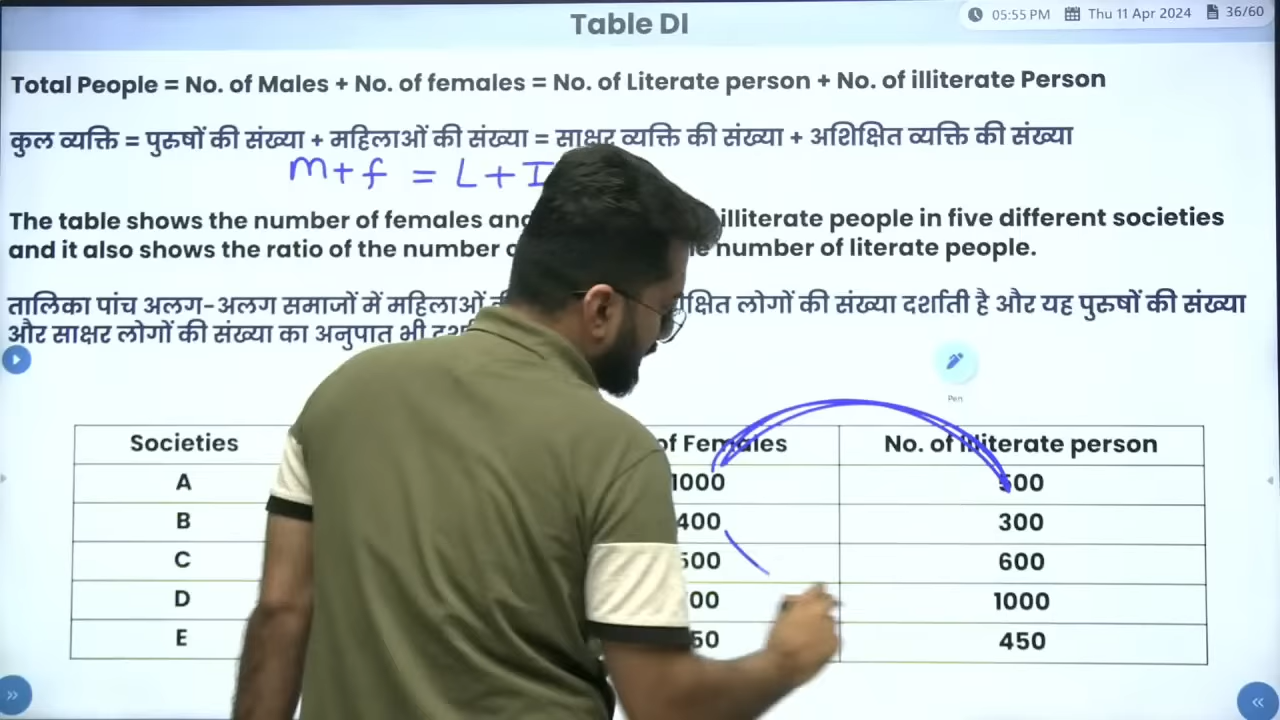 Table DI
05:55 PM Thu 11 Apr 2024 36/60
Total People = No. of Males + No. of females = No. of Literate person + No. of illiterate Person
कुल व्यक्ति = पुरुषों की संख्या + महिलाओं की संख्या = साक्षर व्यक्ति की संख्या + अशिक्षित व्यक्ति की संख्या
M+f = L+I
The table shows the number of females illiterate people in five different societies
and it also shows the ratio of the number number of literate people.
तालिका पांच अलग-अलग समाजों में महिलाओं लोगों की संख्या दर्शाती है और यह पुरुषों की संख्या
और साक्षर लोगों की संख्या का अनुपात भी
Pen
Societies of Females No. of illiterate person
A 1000 500
B 400 300
C 600
D 1000
E 450